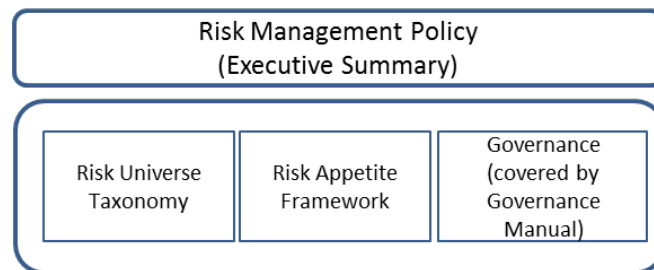 Risk Management Policy
(Executive Summary)
Risk Universe
Taxonomy
Risk Appetite
Framework
Governance
(covered by
Governance
Manual)